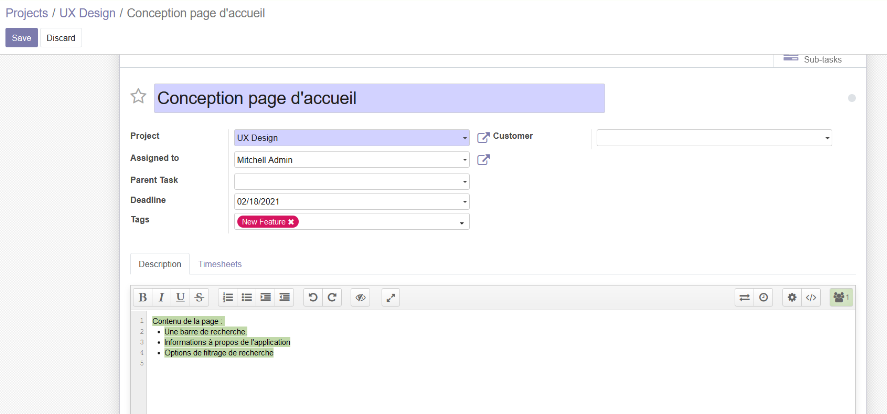 Projects / UX Design / Conception page d'accueil
Save Discard
Sub-tasks
Conception page d'accueil
Project UX Design Customer
Assigned to Mitchell Admin
Parent Task
Deadline 02/18/2021
Tags New Feature ✖
Description Timesheets
B I U S </> 1
1 Contenu de la page :
2 • Une barre de recherche
3 • Informations à propos de l'application
4 • Options de filtrage de recherche
5